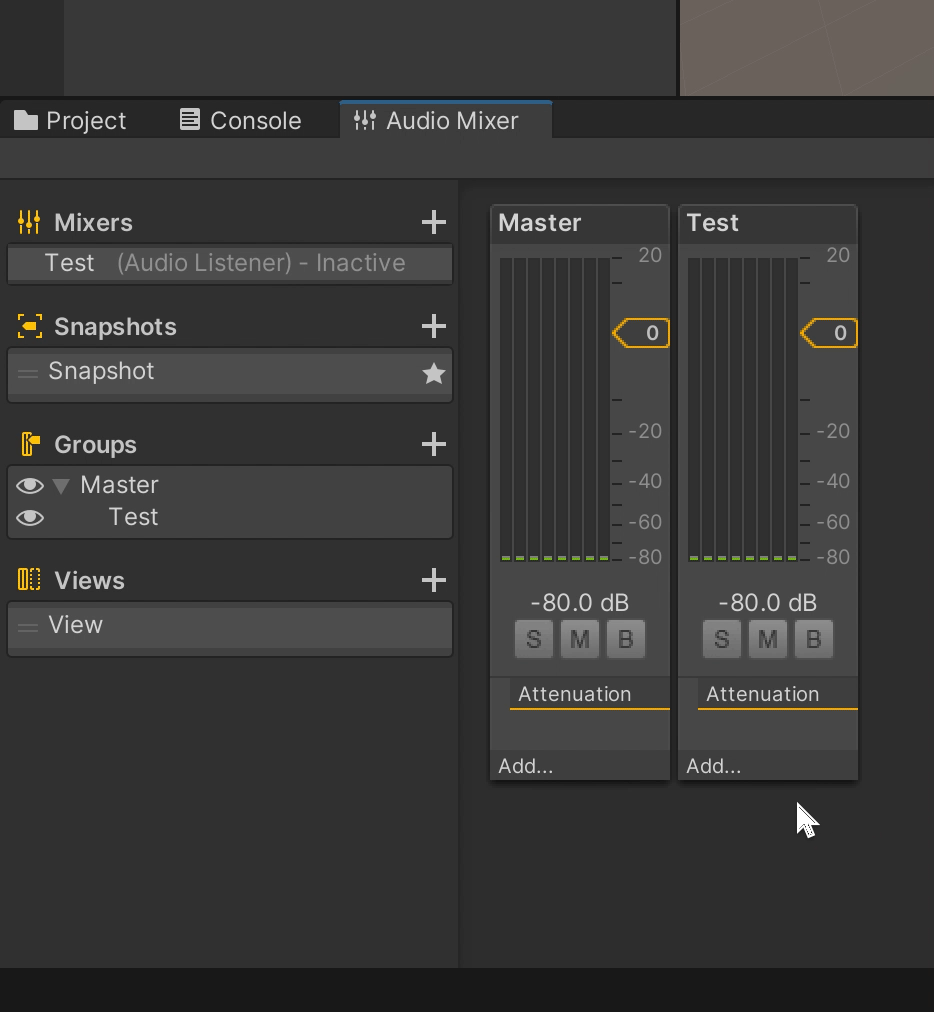 Project Console Audio Mixer
Mixers
Test (Audio Listener) - Inactive
Snapshots
Snapshot
Groups
Master
Test
Views
View
Master
20
0
-20
-40
-60
-80
-80.0 dB
S M B
Attenuation
Add...
Test
20
0
-20
-40
-60
-80
-80.0 dB
S M B
Attenuation
Add...